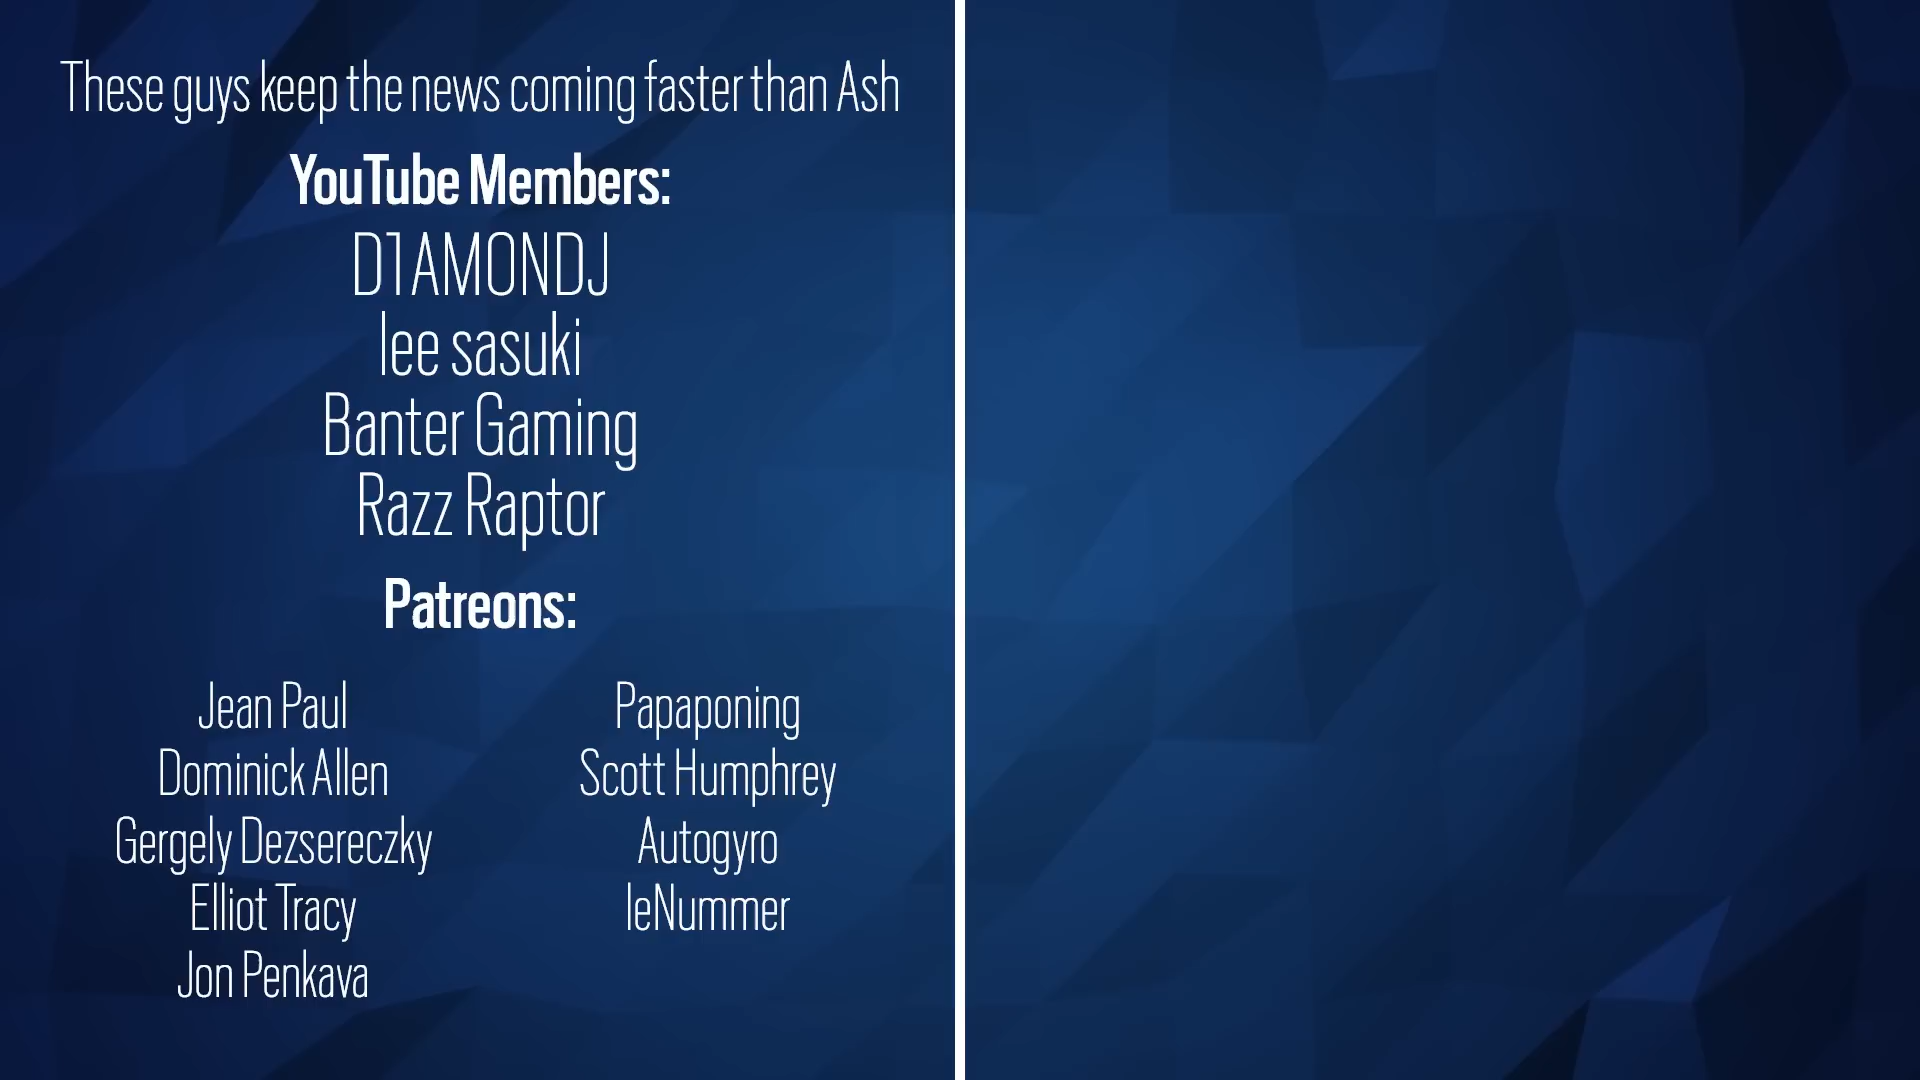 These guys keep the news coming faster than Ash
YouTube Members:
D1AMONDJ
lee sasuki
Banter Gaming
Razz Raptor
Patreons:
Jean Paul
Dominick Allen
Gergely Dezsereczky
Elliot Tracy
Jon Penkava
Papaponing
Scott Humphrey
Autogyro
leNummer